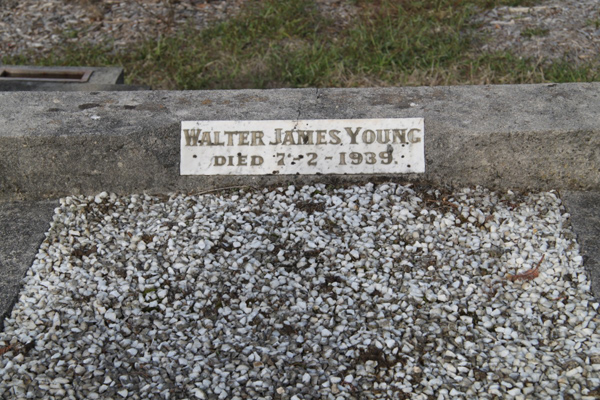 WALTER JAMES YOUNG
DIED 7-2-1939